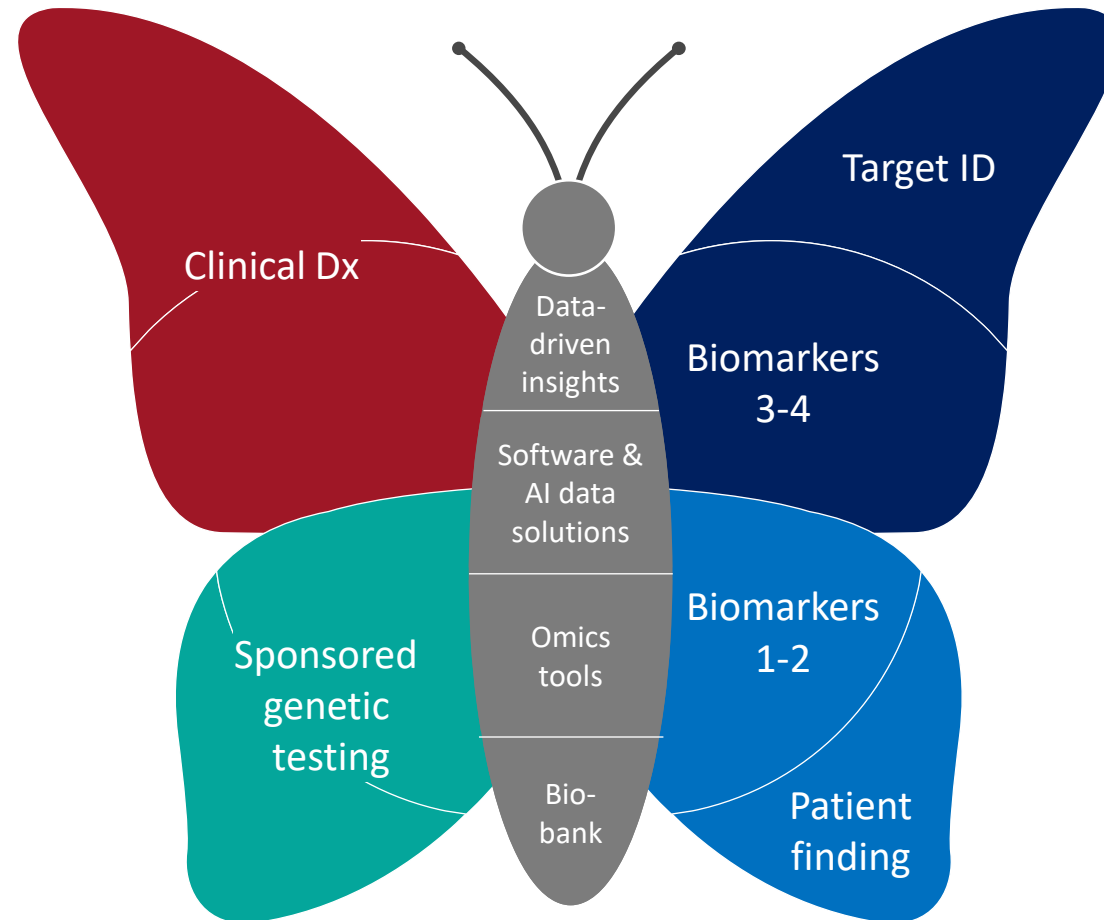 Clinical Dx
Target ID
Data-
driven
insights
Biomarkers
3-4
Software &
AI data
solutions
Sponsored
genetic
testing
Omics
tools
Biomarkers
1-2
Bio-
bank
Patient
finding